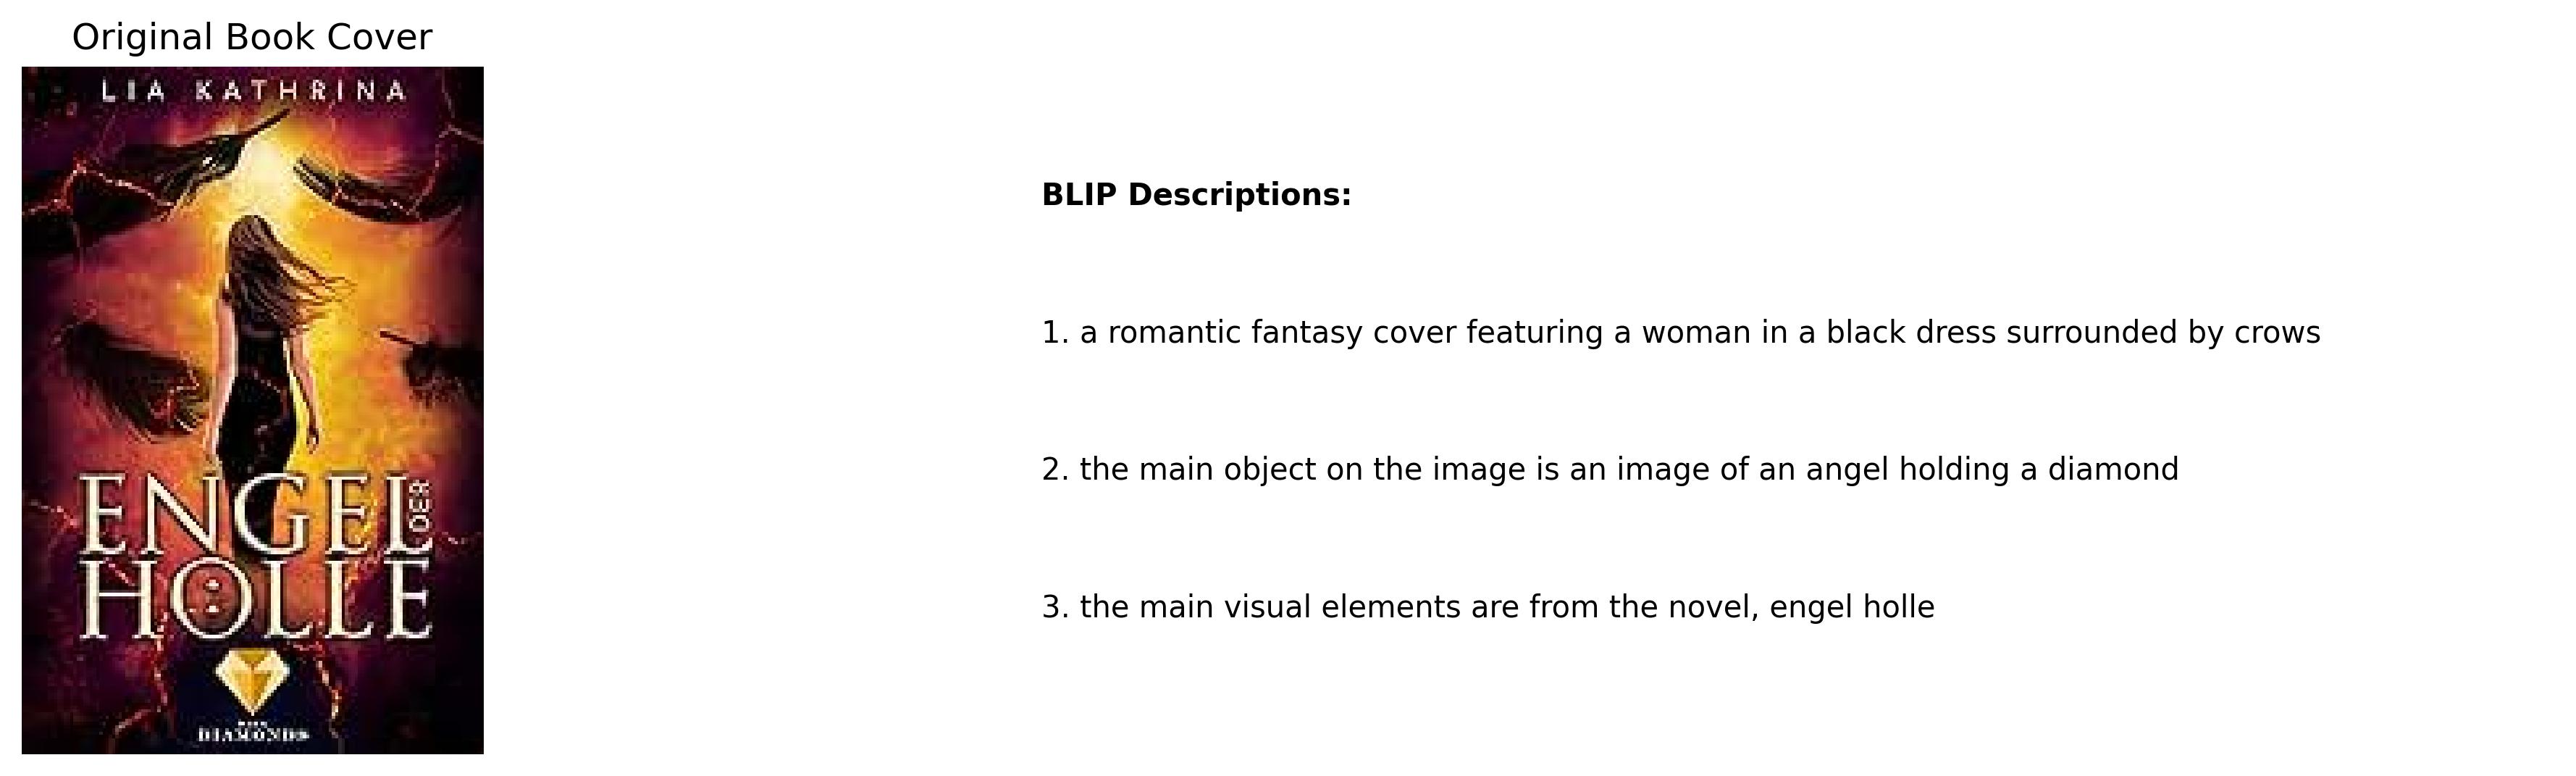 Original Book Cover
LIA KATHRINA
ENGEL DER
HÖLLE
DIAMONDS
BLIP Descriptions:
1. a romantic fantasy cover featuring a woman in a black dress surrounded by crows
2. the main object on the image is an image of an angel holding a diamond
3. the main visual elements are from the novel, engel holle